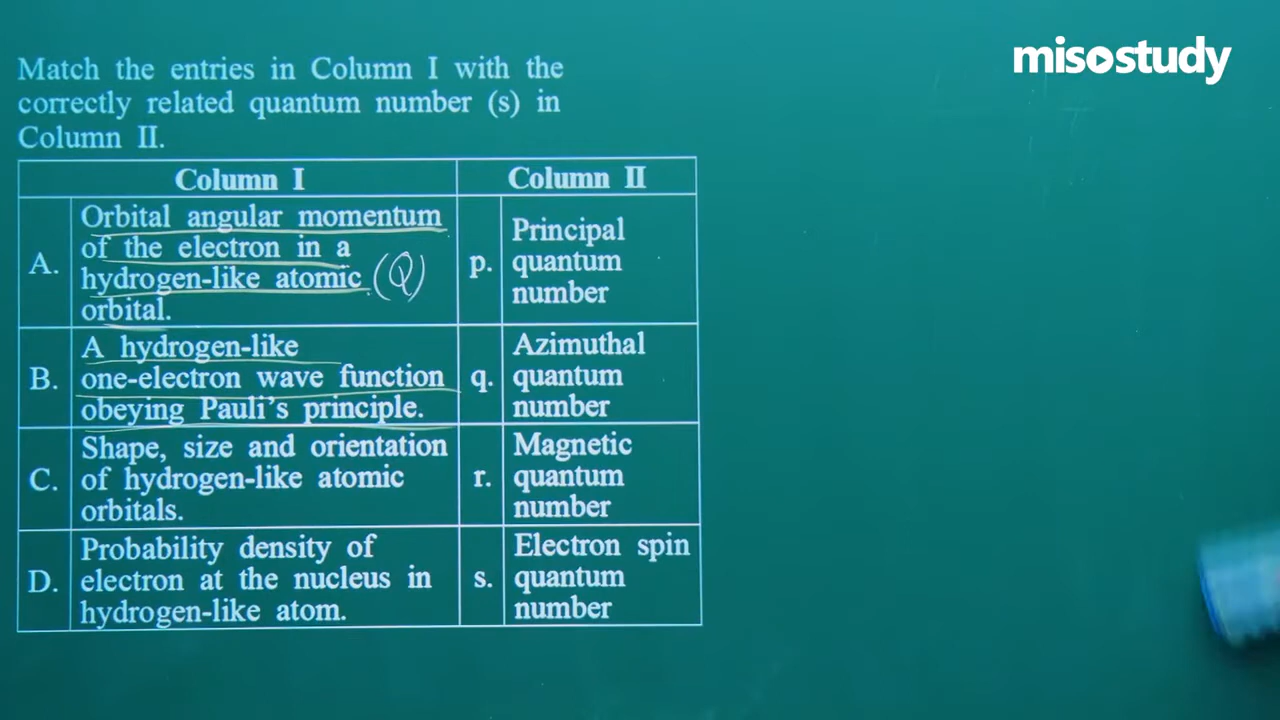 misostudy
Match the entries in Column I with the
correctly related quantum number (s) in
Column II.
Column I
Column II
A.
Orbital angular momentum
of the electron in a
hydrogen-like atomic (Q)
orbital.
p.
Principal
quantum
number
B.
A hydrogen-like
one-electron wave function
obeying Pauli's principle.
q.
Azimuthal
quantum
number
C.
Shape, size and orientation
of hydrogen-like atomic
orbitals.
r.
Magnetic
quantum
number
D.
Probability density of
electron at the nucleus in
hydrogen-like atom.
s.
Electron spin
quantum
number